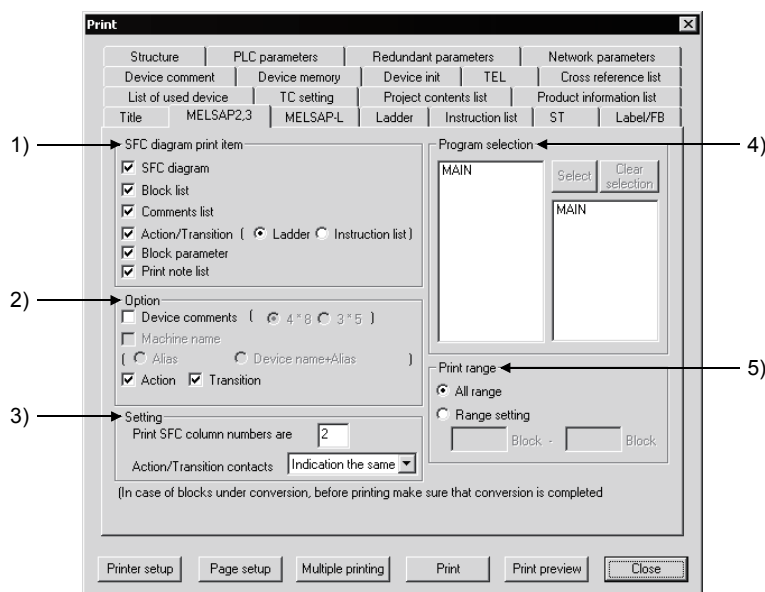 Print
Structure PLC parameters Redundant parameters Network parameters
Device comment Device memory Device init TEL Cross reference list
List of used device TC setting Project contents list Product information list
Title MELSAP2,3 MELSAP-L Ladder Instruction list ST Label/FB
1) SFC diagram print item
SFC diagram
Block list
Comments list
Action/Transition ( Ladder Instruction list )
Block parameter
Print note list
2) Option
Device comments ( 4*8 3*5 )
Machine name
( Alias Device name+Alias )
Action Transition
3) Setting
Print SFC column numbers are 2
Action/Transition contacts Indication the same
4) Program selection
MAIN
Select Clear selection
MAIN
5) Print range
All range
Range setting
Block - Block
(In case of blocks under conversion, before printing make sure that conversion is completed
Printer setup Page setup Multiple printing Print Print preview Close